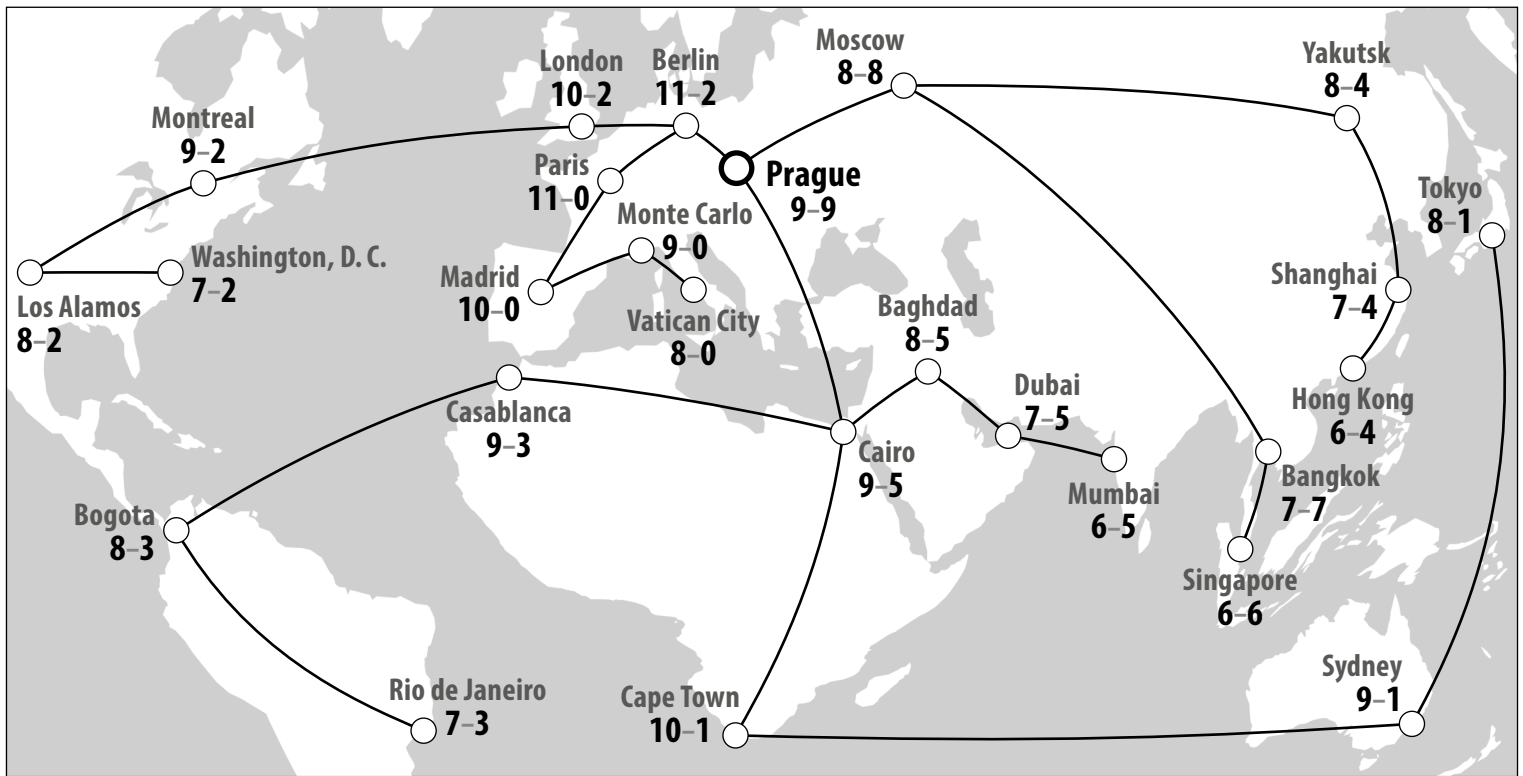 Moscow
8–8
Yakutsk
8–4
London
10–2
Berlin
11–2
Montreal
9–2
Paris
11–0
Prague
9–9
Tokyo
8–1
Monte Carlo
9–0
Washington, D. C.
7–2
Madrid
10–0
Shanghai
7–4
Los Alamos
8–2
Vatican City
8–0
Baghdad
8–5
Dubai
7–5
Hong Kong
6–4
Casablanca
9–3
Cairo
9–5
Mumbai
6–5
Bangkok
7–7
Bogota
8–3
Singapore
6–6
Rio de Janeiro
7–3
Cape Town
10–1
Sydney
9–1